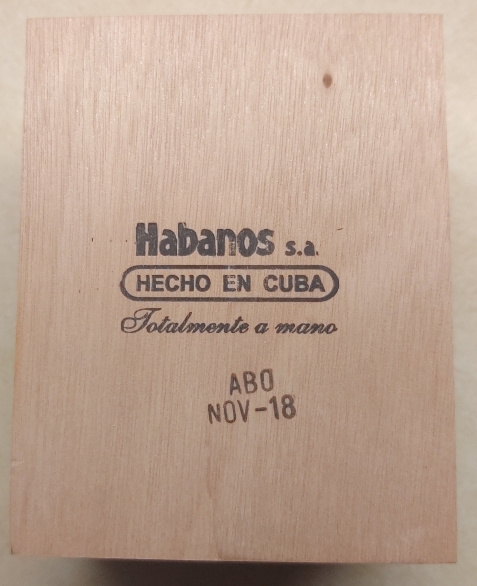 Habanos s.a.
HECHO EN CUBA
Totalmente a mano
ABO
NOV-18